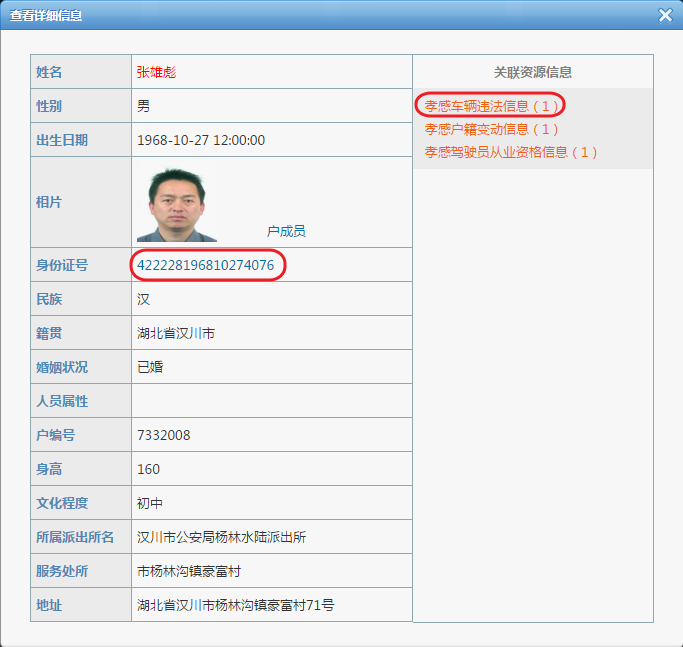 查看详细信息
姓名 张雄彪
性别 男
出生日期 1968-10-27 12:00:00
相片 户成员
身份证号 422228196810274076
民族 汉
籍贯 湖北省汉川市
婚姻状况 已婚
人员属性
户编号 7332008
身高 160
文化程度 初中
所属派出所名 汉川市公安局杨林水陆派出所
服务处所 市杨林沟镇豪富村
地址 湖北省汉川市杨林沟镇豪富村71号
关联资源信息
孝感车辆违法信息（1）
孝感户籍变动信息（1）
孝感驾驶员从业资格信息（1）